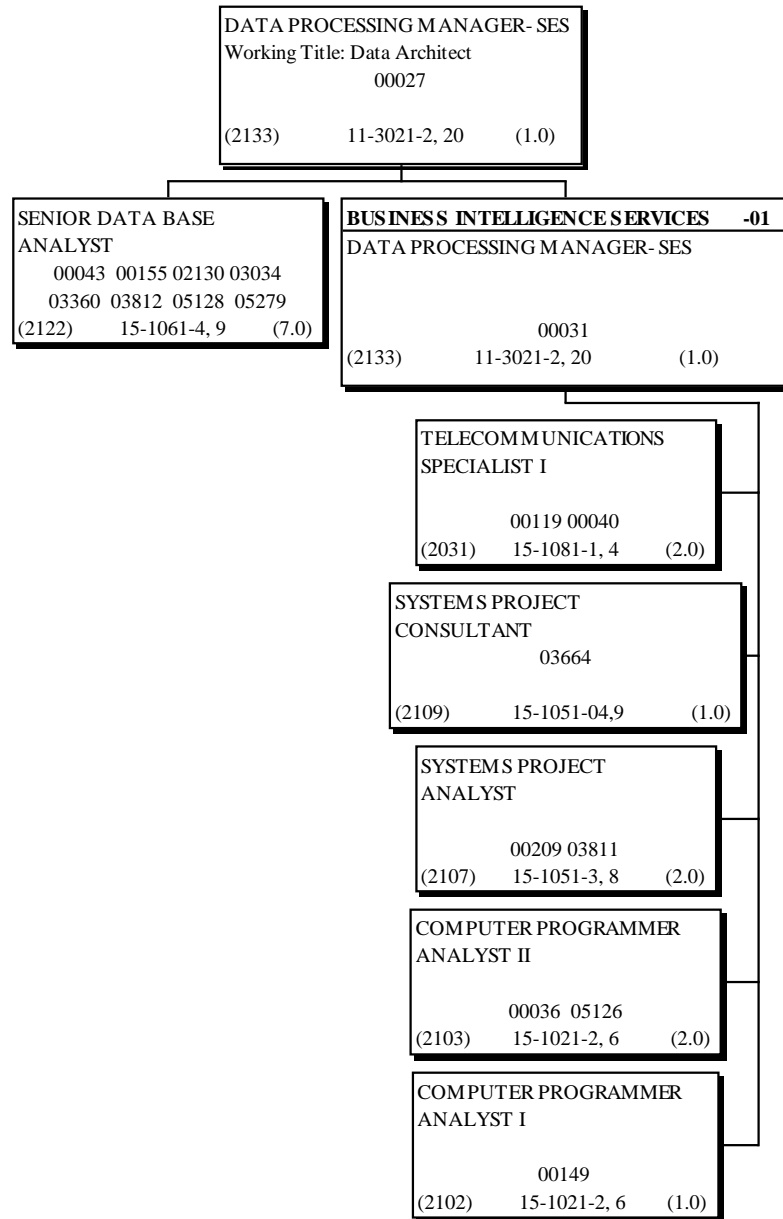 DATA PROCESSING MANAGER- SES
Working Title: Data Architect
00027
(2133) 11-3021-2, 20 (1.0)
SENIOR DATA BASE
ANALYST
00043 00155 02130 03034
03360 03812 05128 05279
(2122) 15-1061-4, 9 (7.0)
BUSINESS INTELLIGENCE SERVICES -01
DATA PROCESSING MANAGER- SES
00031
(2133) 11-3021-2, 20 (1.0)
TELECOMMUNICATIONS
SPECIALIST I
00119 00040
(2031) 15-1081-1, 4 (2.0)
SYSTEMS PROJECT
CONSULTANT
03664
(2109) 15-1051-04,9 (1.0)
SYSTEMS PROJECT
ANALYST
00209 03811
(2107) 15-1051-3, 8 (2.0)
COMPUTER PROGRAMMER
ANALYST II
00036 05126
(2103) 15-1021-2, 6 (2.0)
COMPUTER PROGRAMMER
ANALYST I
00149
(2102) 15-1021-2, 6 (1.0)